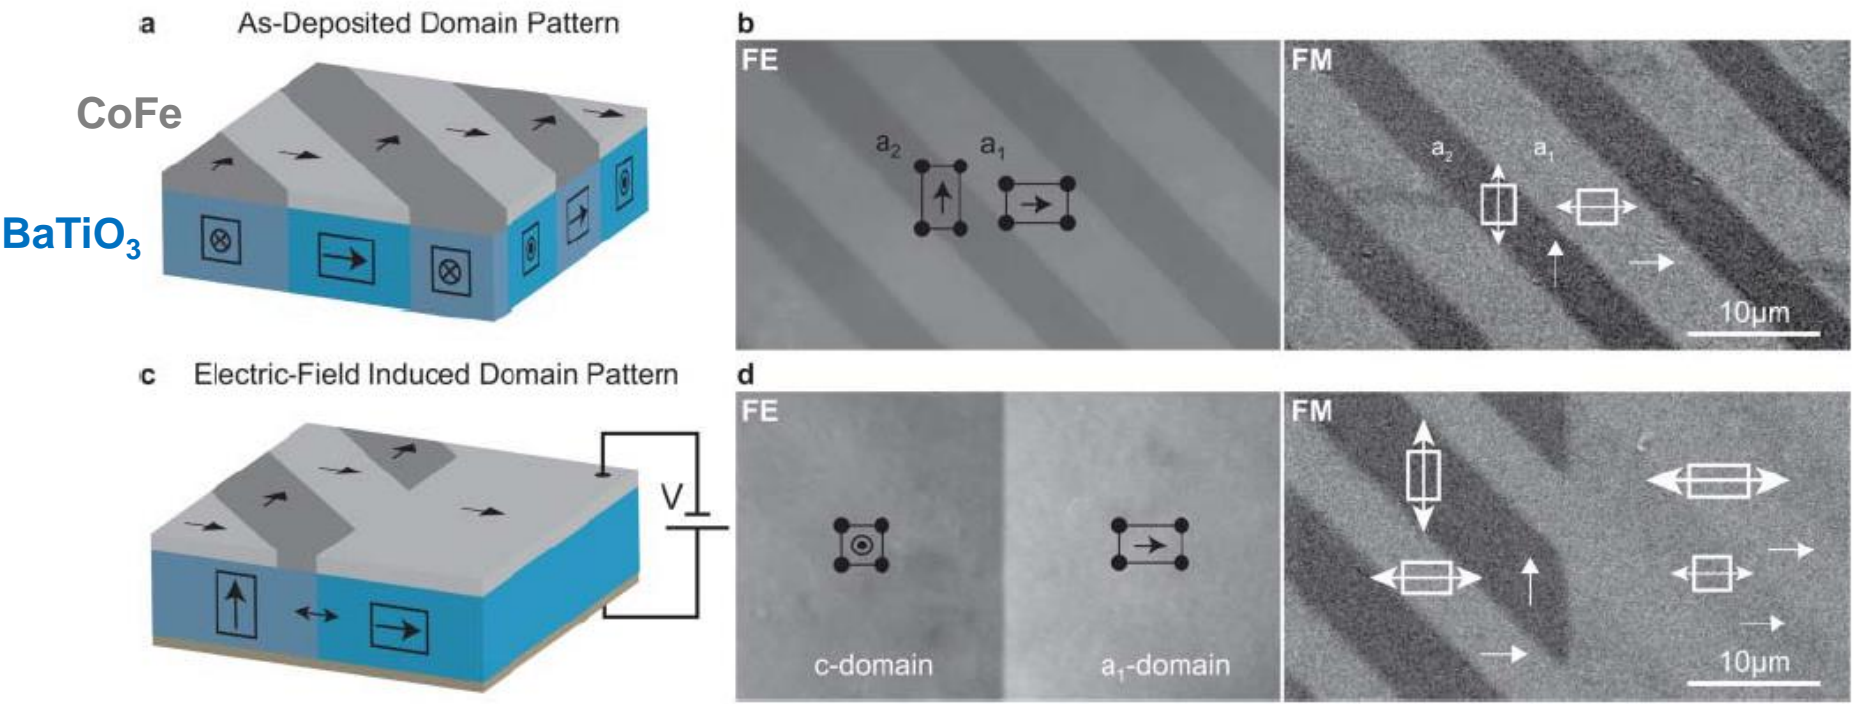 a As-Deposited Domain Pattern
CoFe
BaTiO₃
b
FE
a₂
a₁
FM
a₂
a₁
10µm
c Electric-Field Induced Domain Pattern
V
d
FE
c-domain
a₁-domain
FM
10µm